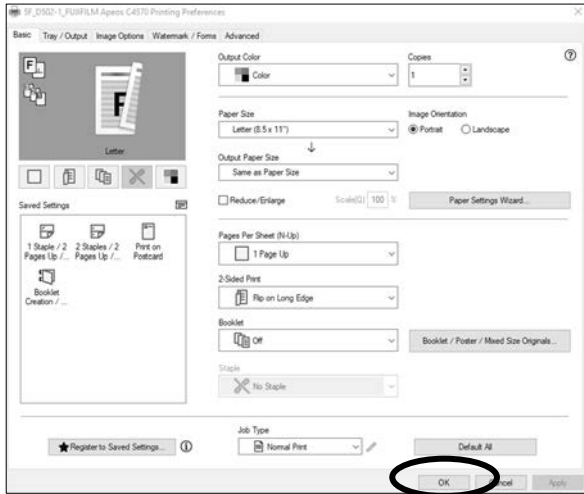 5F_D502-1_FUJIFILM Apeos C4570 Printing Preferences
Basic Tray / Output Image Options Watermark / Forms Advanced
Output Color
Color
Copies
1
F
F
Letter
Paper Size
Letter (8.5 x 11")
Image Orientation
Portrait Landscape
Output Paper Size
Same as Paper Size
Reduce/Enlarge Scale(Q) 100 %
Paper Settings Wizard...
Saved Settings
1 Staple / 2 Pages Up /...
2 Staples / 2 Pages Up /...
Print on Postcard
Booklet Creation / ...
Pages Per Sheet (N-Up)
1 Page Up
2-Sided Print
Flip on Long Edge
Booklet
Off
Booklet / Poster / Mixed Size Originals...
Staple
No Staple
Register to Saved Settings...
Job Type
Normal Print
Default All
OK
Apply